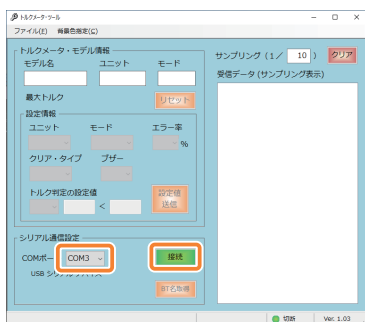 トルクメータ・ツール
ファイル(F) 背景色指定(C)
トルクメータ・モデル情報
モデル名 ユニット モード
最大トルク
リセット
設定情報
ユニット モード エラー率
%
クリア・タイプ ブザー
トルク判定の設定値
<
設定値
送信
シリアル通信設定
COMポー COM3 接続
USB シリアル デバイス
BT名取得
サンプリング (1/ 10 ) クリア
受信データ (サンプリング表示)
切断 Ver. 1.03